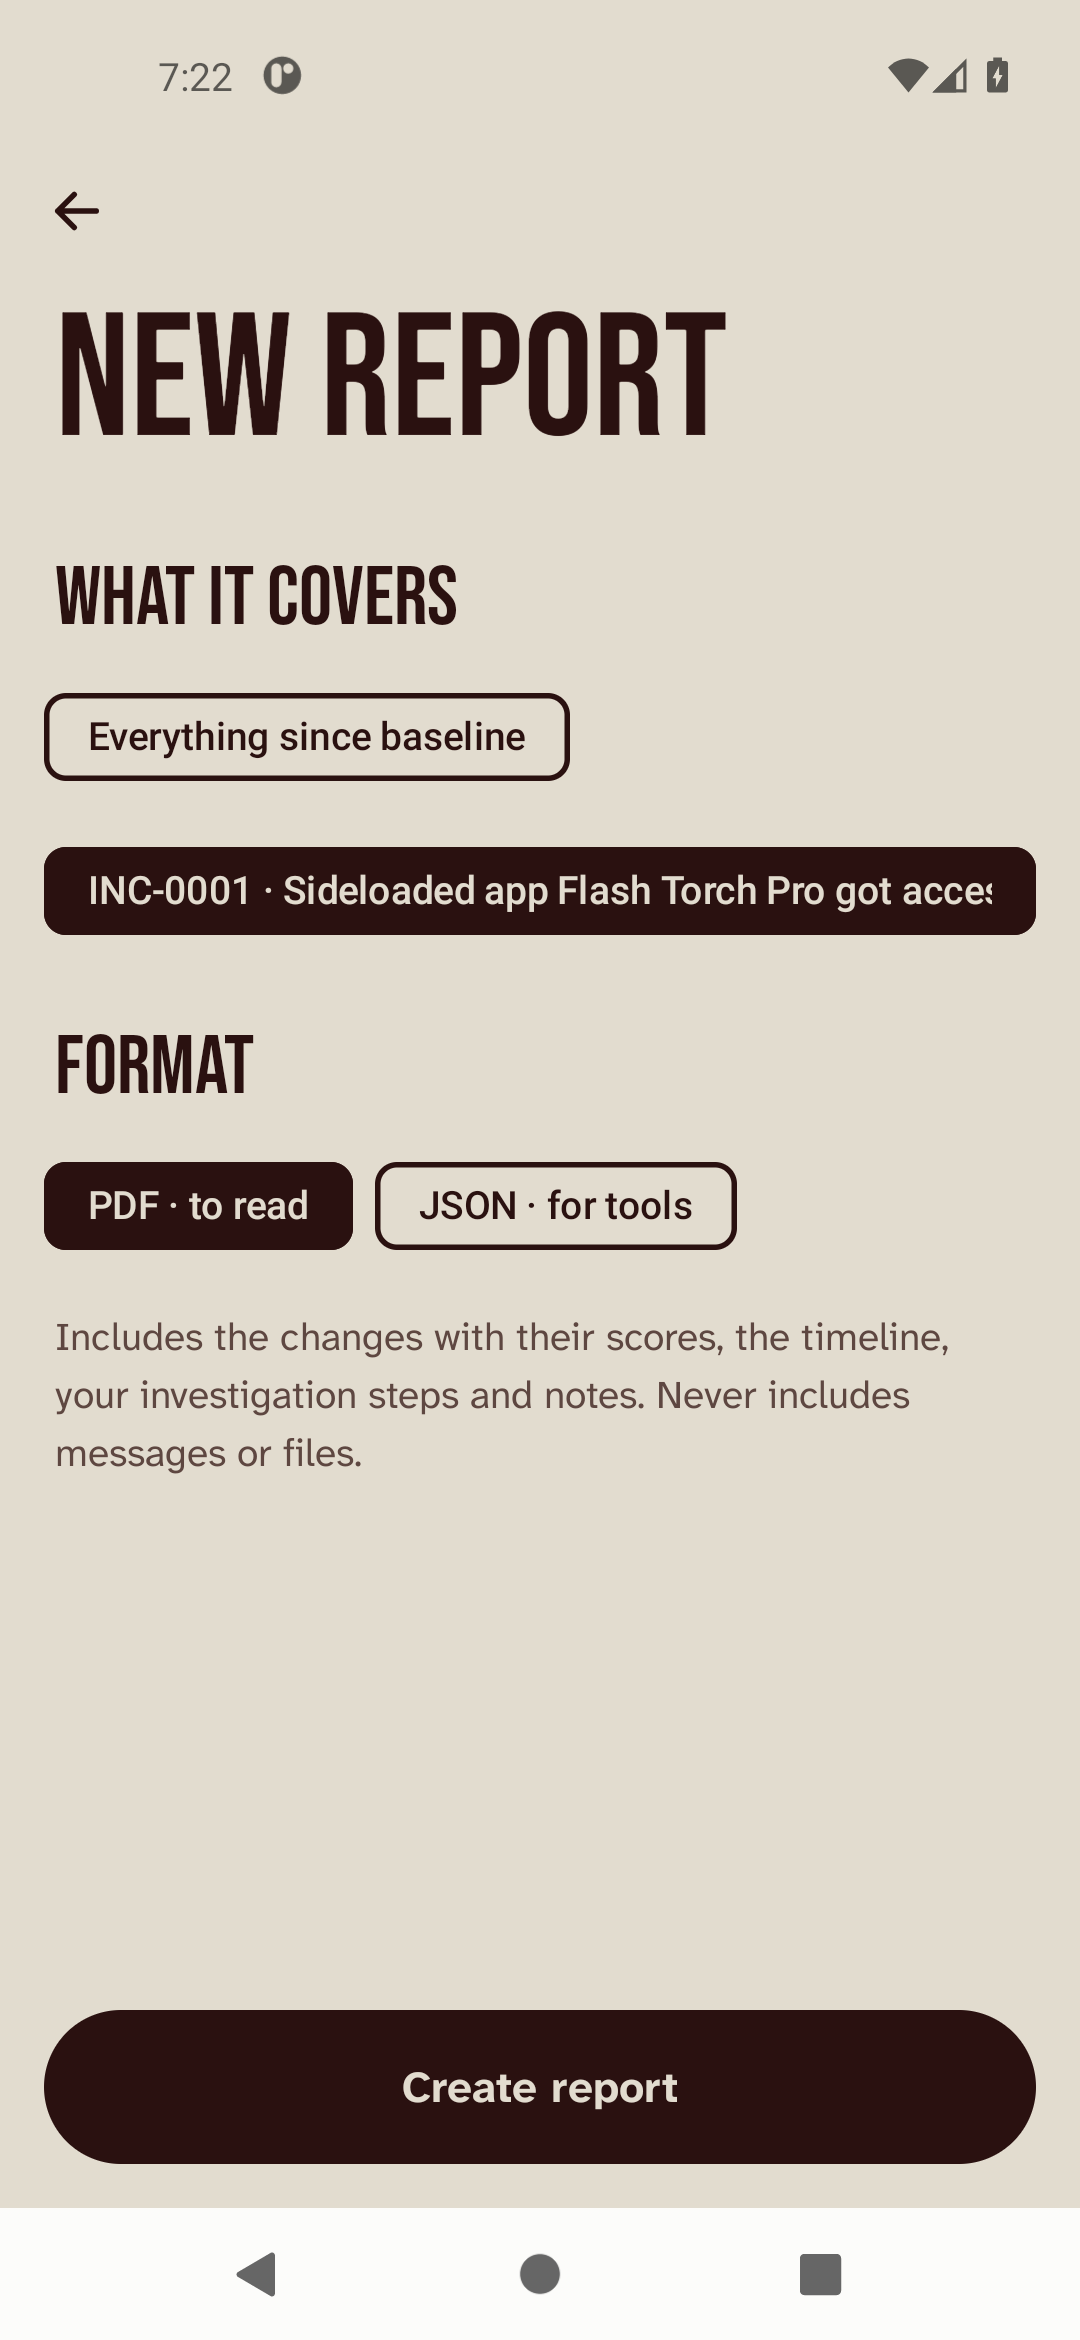 7:22
NEW REPORT
WHAT IT COVERS
Everything since baseline
INC-0001 · Sideloaded app Flash Torch Pro got acces
FORMAT
PDF · to read
JSON · for tools
Includes the changes with their scores, the timeline,
your investigation steps and notes. Never includes
messages or files.
Create report